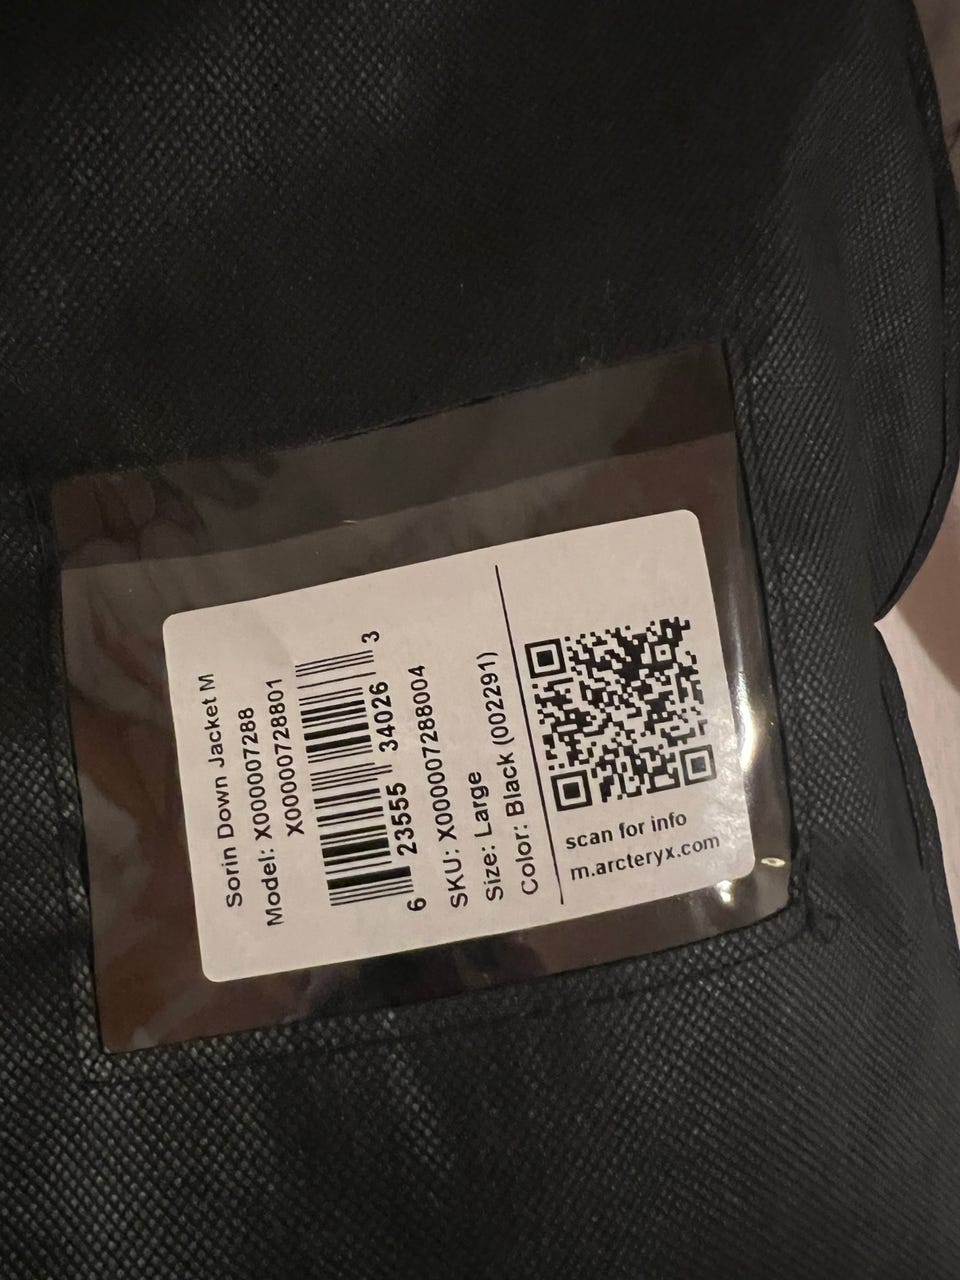 Sorin Down Jacket M
Model: X000007288
X00000728801
6 23555 34026 3
SKU: X000007288004
Size: Large
Color: Black (002291)
scan for info
m.arcteryx.com